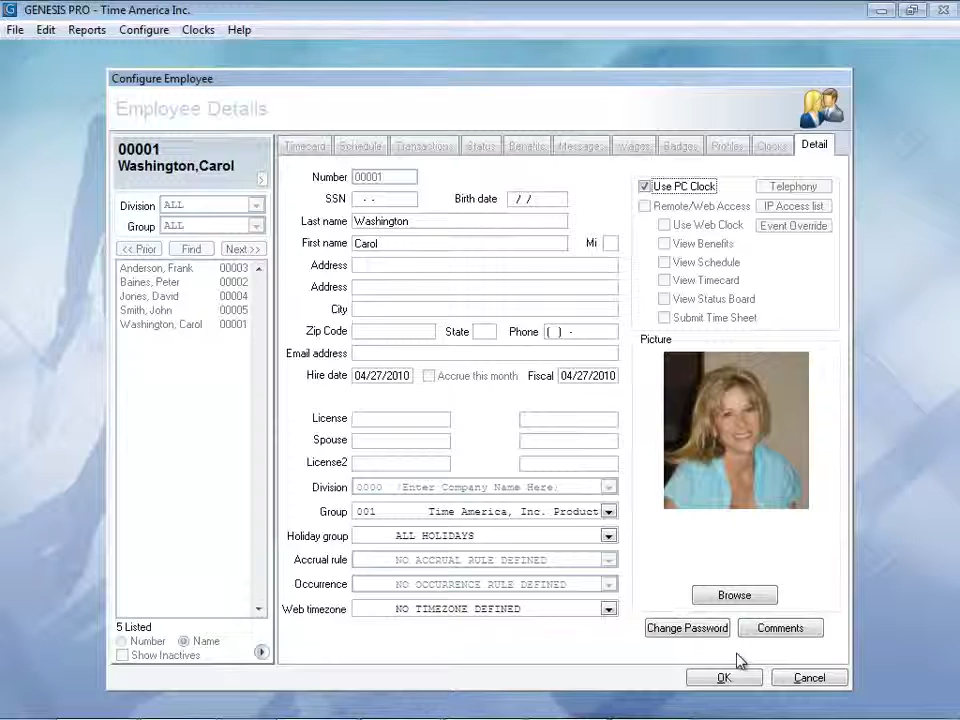 GENESIS PRO - Time America Inc.
File Edit Reports Configure Clocks Help
Configure Employee
Employee Details
00001
Washington,Carol
Division ALL
Group ALL
<< Prior Find Next >>
Anderson, Frank 00003
Baines, Peter 00002
Jones, David 00004
Smith, John 00005
Washington, Carol 00001
5 Listed
Number Name
Show Inactives
Timecard Schedule Transactions Status Benefits Messages Wages Badges Profiles Clocks Detail
Number 00001
SSN - - Birth date / /
Last name Washington
First name Carol Mi
Address
Address
City
Zip Code State Phone ( ) -
Email address
Hire date 04/27/2010 Accrue this month Fiscal 04/27/2010
License
Spouse
License2
Division 0000 (Enter Company Name Here)
Group 001 Time America, Inc. Product
Holiday group ALL HOLIDAYS
Accrual rule NO ACCRUAL RULE DEFINED
Occurrence NO OCCURRENCE RULE DEFINED
Web timezone NO TIMEZONE DEFINED
Use PC Clock Telephony
Remote/Web Access IP Access list
Use Web Clock Event Override
View Benefits
View Schedule
View Timecard
View Status Board
Submit Time Sheet
Picture
Browse
Change Password Comments
OK Cancel